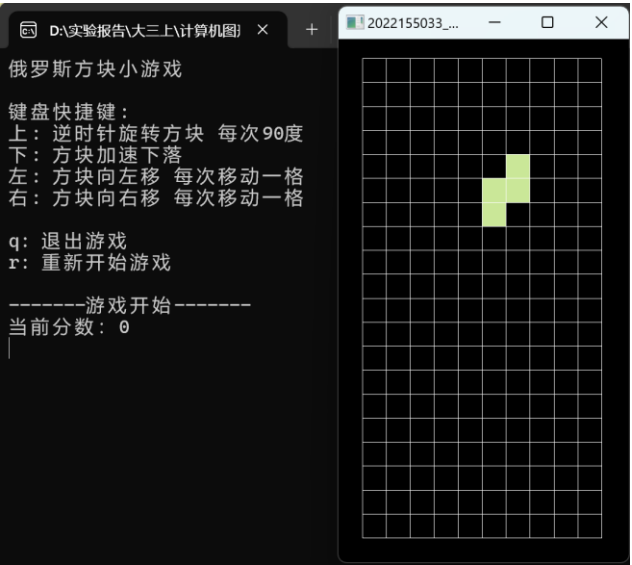 D:\实验报告\大三上\计算机图
2022155033_...
俄罗斯方块小游戏
键盘快捷键:
上: 逆时针旋转方块 每次90度
下: 方块加速下落
左: 方块向左移 每次移动一格
右: 方块向右移 每次移动一格
q: 退出游戏
r: 重新开始游戏
-------游戏开始-------
当前分数: 0